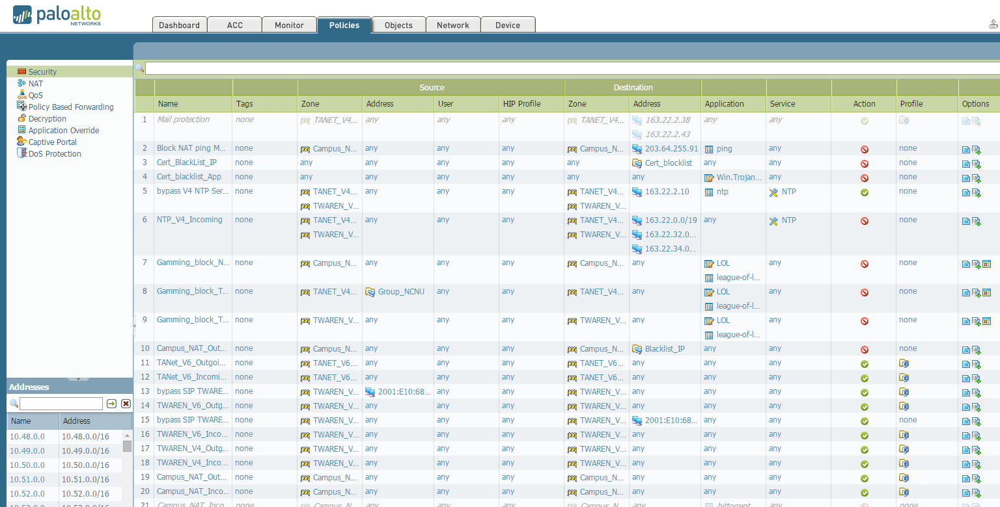 paloalto
NETWORKS
Dashboard ACC Monitor Policies Objects Network Device
Security
NAT
QoS
Policy Based Forwarding
Decryption
Application Override
Captive Portal
DoS Protection
Source Destination
Name Tags Zone Address User HIP Profile Zone Address Application Service Action Profile Options
1 Mail protection none TANET_V4... any any any TANET_V4... 163.22.2.38 any any
163.22.2.43
2 Block NAT ping M... none Campus_N... any any any Campus_N... 203.64.255.91 ping any none
3 Cert_BlackList_IP none any any any any any Cert_blocklist any any none
4 Cert_blacklist_App none any any any any any any Win.Trojan... any none
5 bypass V4 NTP Ser... none TANET_V4... any any any TANET_V4... 163.22.2.10 ntp NTP none
TWAREN_V... TWAREN_V...
6 NTP_V4_Incoming none TANET_V4... any any any TANET_V4... 163.22.0.0/19 any NTP none
TWAREN_V... TWAREN_V... 163.22.32.0...
163.22.34.0...
7 Gamming_block_N... none Campus_N... any any any Campus_N... any LOL any none
league-of-l...
8 Gamming_block_T... none TANET_V4... Group_NCNU any any TANET_V4... any LOL any none
league-of-l...
9 Gamming_block_T... none TWAREN_V... any any any TWAREN_V... any LOL any none
league-of-l...
10 Campus_NAT_Out... none Campus_N... any any any Campus_N... Blacklist_IP any any none
11 TANet_V6_Outgoi... none TANET_V6... any any any TANET_V6... any any any
12 TANet_V6_Incomi... none TANET_V6... any any any TANET_V6... any any any
13 bypass SIP TWARE... none TWAREN_V... 2001:E10:68... any any TWAREN_V... any any any
14 TWAREN_V6_Outg... none TWAREN_V... any any any TWAREN_V... any any any
15 bypass SIP TWARE... none TWAREN_V... any any any TWAREN_V... 2001:E10:68... any any none
16 TWAREN_V6_Inco... none TWAREN_V... any any any TWAREN_V... any any any
17 TWAREN_V4_Outg... none TWAREN_V... any any any TWAREN_V... any any any
18 TWAREN_V4_Inco... none TWAREN_V... any any any TWAREN_V... any any any
19 Campus_NAT_Out... none Campus_N... any any any Campus_N... any any any
20 Campus_NAT_Inco... none Campus_N... any any any Campus_N... any any any
21 Campus_NAT_Inco... none Campus_N... any any any Campus_N... any bittorrent any none
Addresses
Name Address
10.48.0.0 10.48.0.0/16
10.49.0.0 10.49.0.0/16
10.50.0.0 10.50.0.0/16
10.51.0.0 10.51.0.0/16
10.52.0.0 10.52.0.0/16
10.53.0.0 10.53.0.0/16